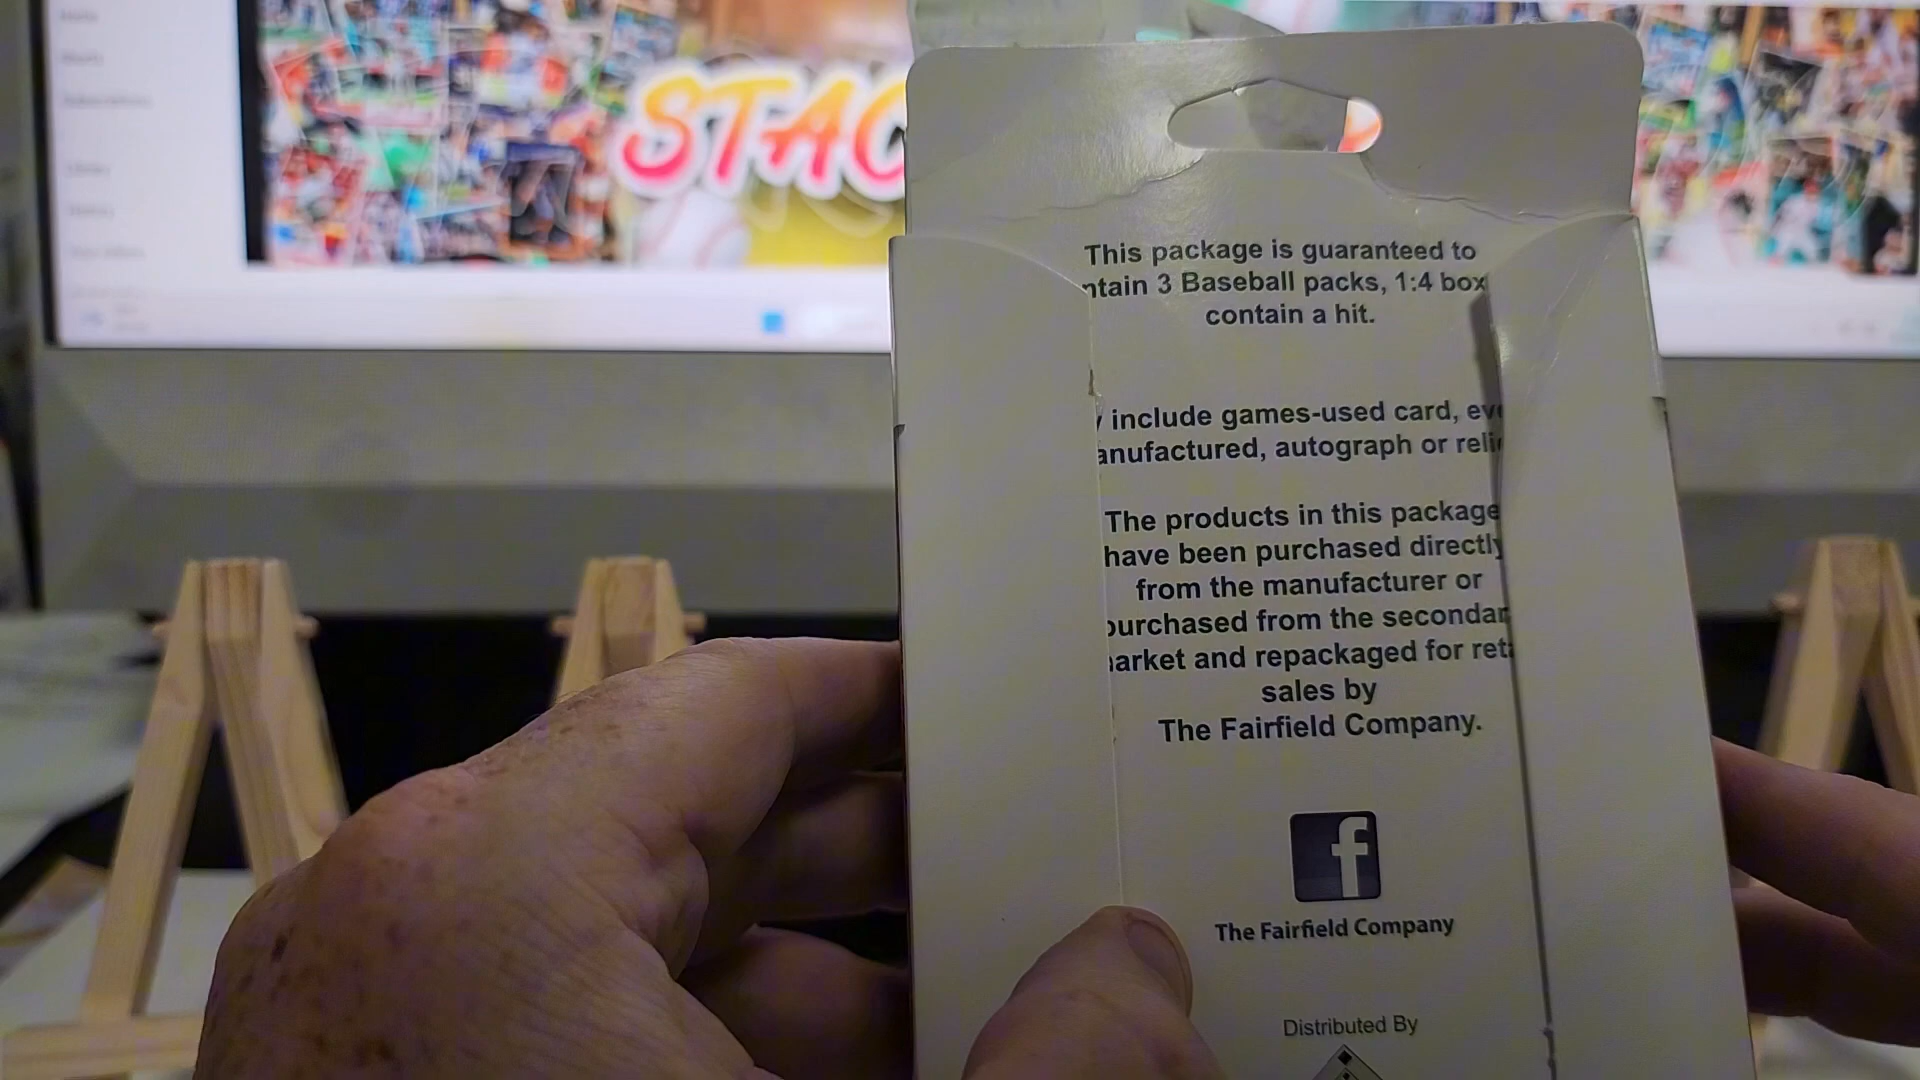 STAC
This package is guaranteed to
ntain 3 Baseball packs, 1:4 box
contain a hit.
include games-used card, eve
anufactured, autograph or reli
The products in this package
have been purchased directly
from the manufacturer or
purchased from the secondar
arket and repackaged for reta
sales by
The Fairfield Company.
f
The Fairfield Company
Distributed By